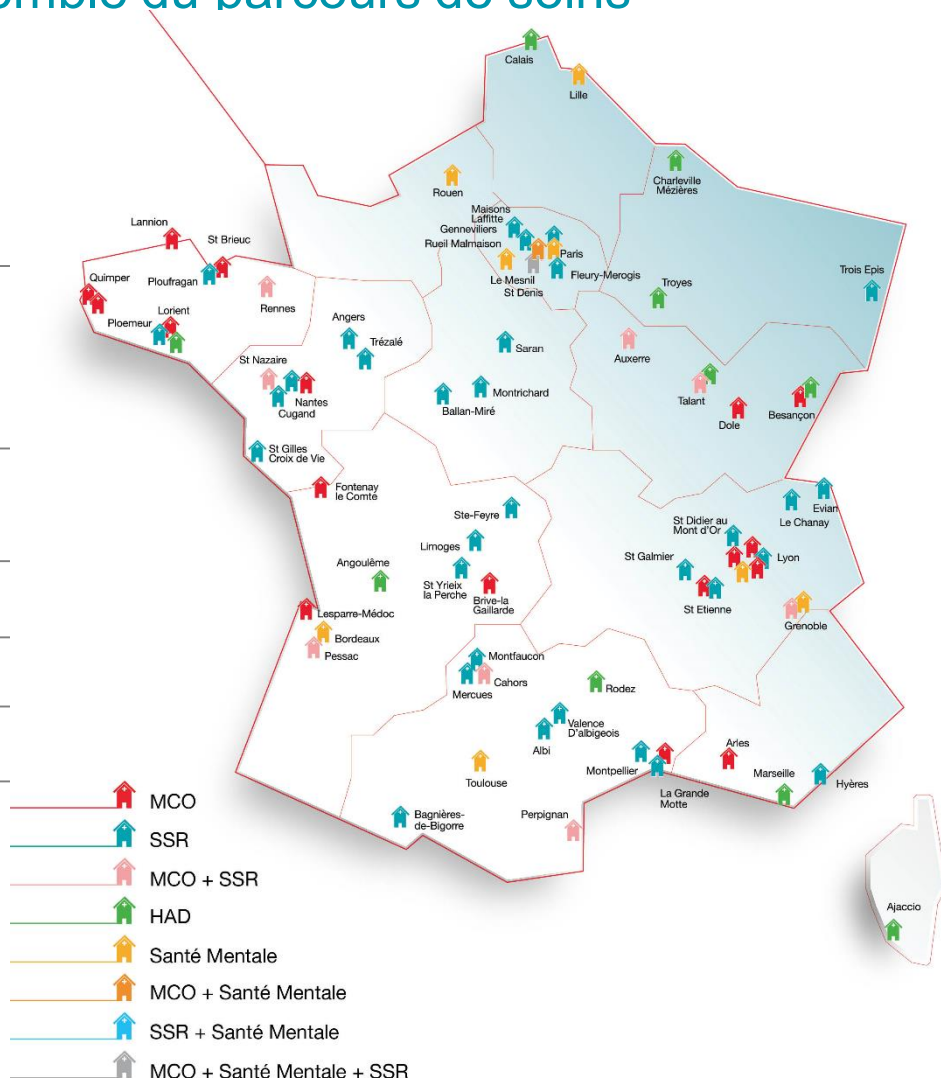 du parcours de soins
Calais
Lille
Charleville
Mézières
Rouen
Maisons
Laffitte
Gennevilliers
Rueil Malmaison
Paris
Le Mesnil
St Denis
Fleury-Merogis
Lannion
St Brieuc
Ploufragan
Quimper
Rennes
Lorient
Ploemeur
Troyes
Trois Epis
Angers
Trézalé
Saran
Auxerre
St Nazaire
Nantes
Cugand
Montrichard
Ballan-Miré
Talant
Dole
Besançon
St Gilles
Croix de Vie
Fontenay
le Comté
Ste-Feyre
Limoges
St Yrieix
la Perche
Brive-la
Gaillarde
Angoulême
Evian
Le Chanay
St Didier au
Mont d'Or
Lyon
St Galmier
St Etienne
Grenoble
Lesparre-Médoc
Bordeaux
Pessac
Montfaucon
Cahors
Mercues
Rodez
Valence
D'albigeois
Albi
Toulouse
Montpellier
La Grande
Motte
Arles
Marseille
Hyères
Bagnières-
de-Bigorre
Perpignan
Ajaccio
MCO
SSR
MCO + SSR
HAD
Santé Mentale
MCO + Santé Mentale
SSR + Santé Mentale
MCO + Santé Mentale + SSR